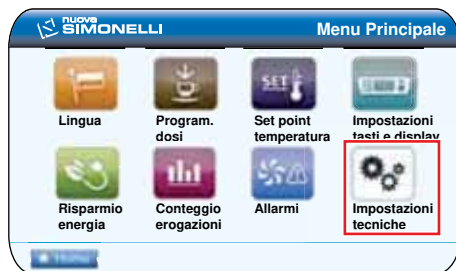 nuova
SIMONELLI
Menu Principale
SET
Lingua
Program.
dosi
Set point
temperatura
Impostazioni
tasti e display
Risparmio
energia
Conteggio
erogazioni
Allarmi
Impostazioni
tecniche
Home